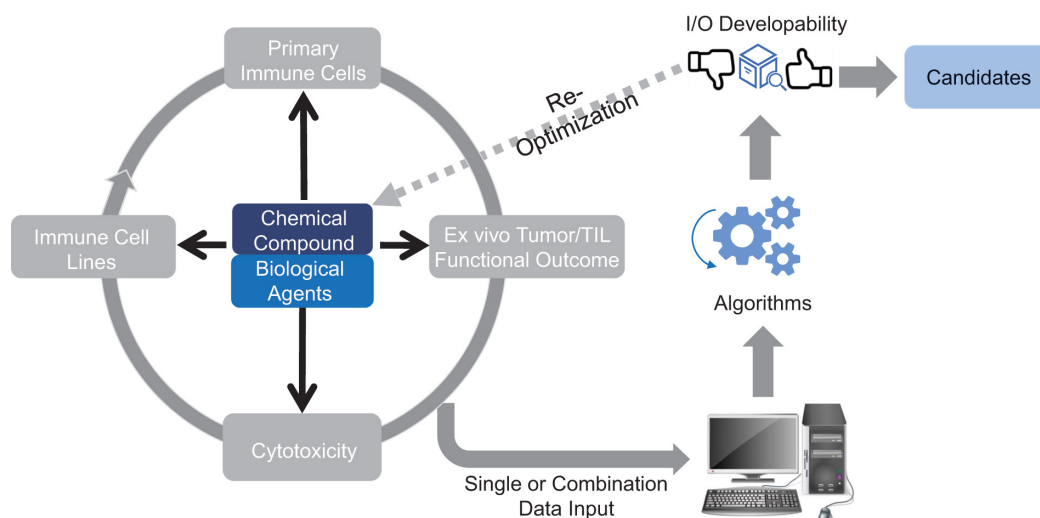 Primary
Immune Cells
I/O Developability
Candidates
Re-
Optimization
Chemical
Compound
Biological
Agents
Immune Cell
Lines
Ex vivo Tumor/TIL
Functional Outcome
Algorithms
Cytotoxicity
Single or Combination
Data Input